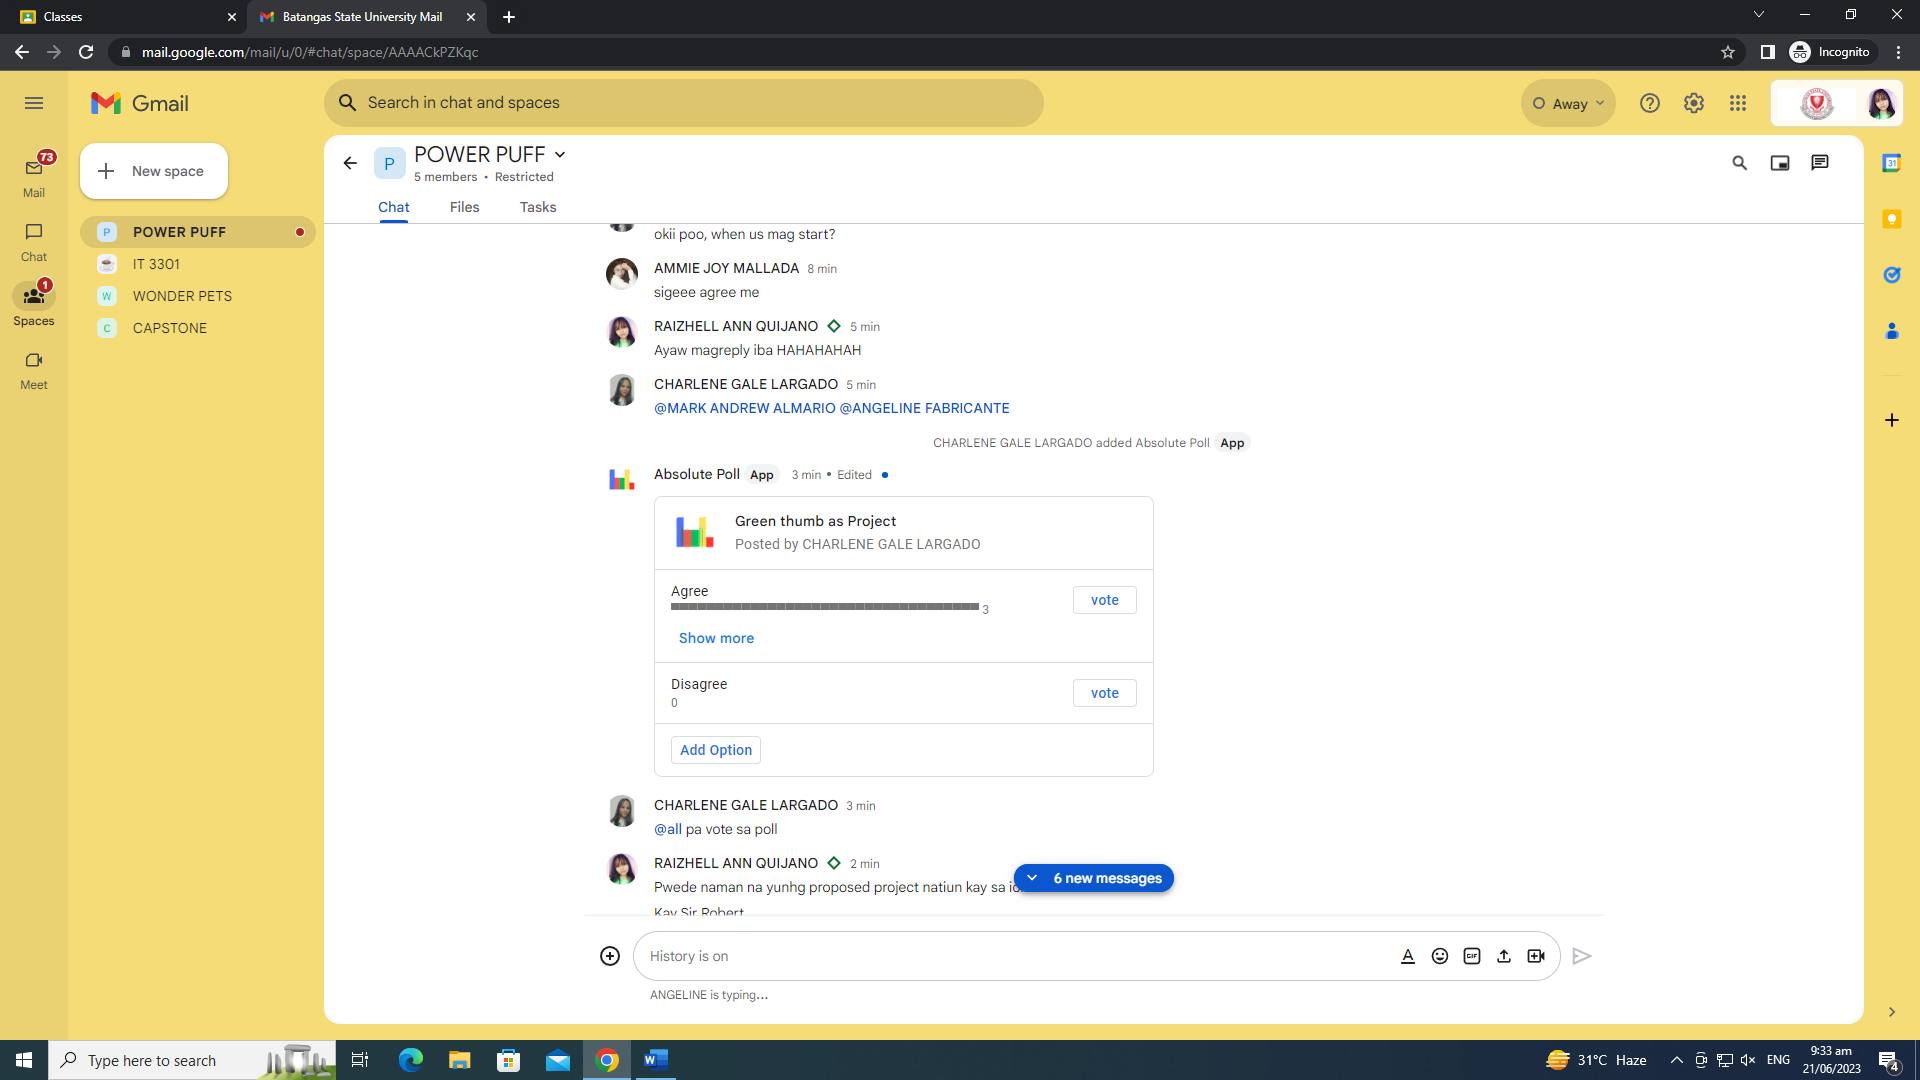 Classes
Batangas State University Mail
mail.google.com/mail/u/0/#chat/space/AAAACkPZKqc
Incognito
Gmail
Search in chat and spaces
Away
73
Mail
Chat
1
Spaces
Meet
New space
P POWER PUFF
IT 3301
W WONDER PETS
C CAPSTONE
P
POWER PUFF
5 members • Restricted
Chat Files Tasks
okii poo, when us mag start?
AMMIE JOY MALLADA 8 min
sigeee agree me
RAIZHELL ANN QUIJANO 5 min
Ayaw magreply iba HAHAHAHAH
CHARLENE GALE LARGADO 5 min
@MARK ANDREW ALMARIO @ANGELINE FABRICANTE
CHARLENE GALE LARGADO added Absolute Poll App
Absolute Poll App 3 min • Edited
Green thumb as Project
Posted by CHARLENE GALE LARGADO
Agree
3
vote
Show more
Disagree
0
vote
Add Option
CHARLENE GALE LARGADO 3 min
@all pa vote sa poll
RAIZHELL ANN QUIJANO 2 min
Pwede naman na yunhg proposed project natiun kay sa
6 new messages
Kay Sir Robert
History is on
GIF
ANGELINE is typing...
31
Type here to search
31°C Haze
ENG
9:33 am
21/06/2023
4